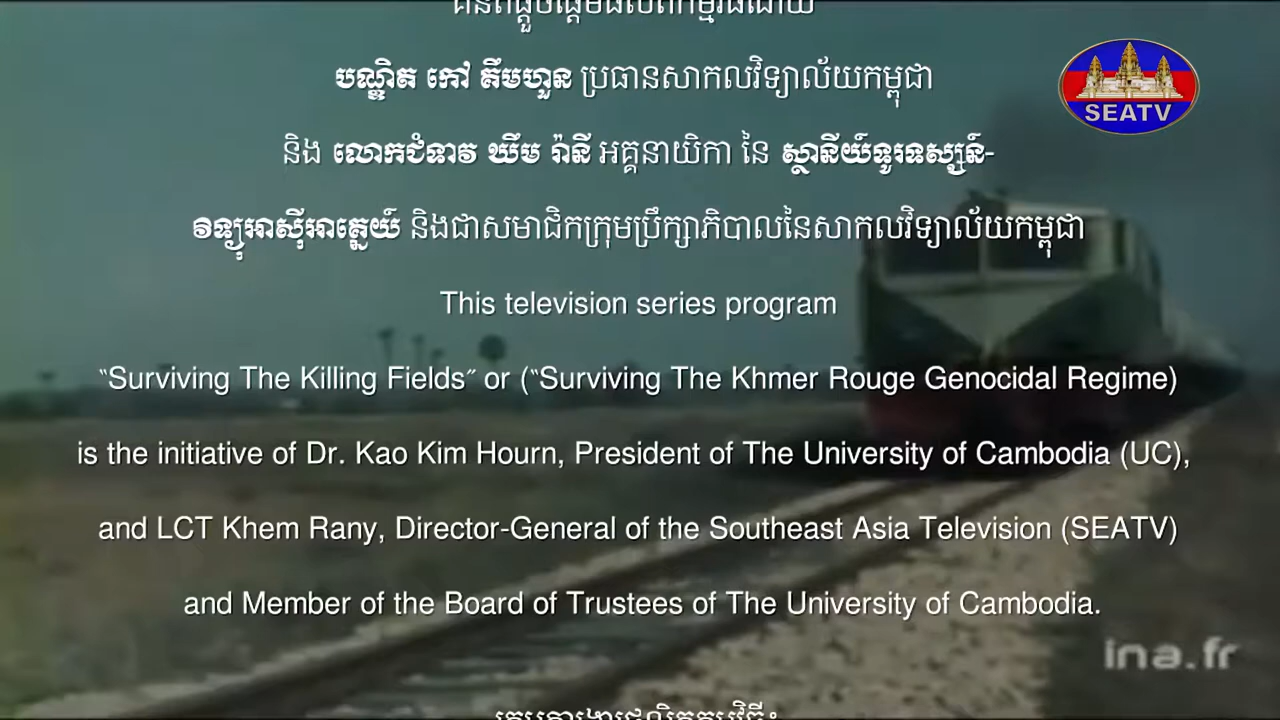 បណ្ឌិត កៅ គឹមហួន ប្រធានសាកលវិទ្យាល័យកម្ពុជា
SEATV
និង លោកជំទាវ ឃឹម រ៉ានី អគ្គនាយិកា នៃ ស្ថានីយ៍ទូរទស្សន៍-
វិទ្យុអាស៊ីអាគ្នេយ៍ និងជាសមាជិកក្រុមប្រឹក្សាភិបាលនៃសាកលវិទ្យាល័យកម្ពុជា
This television series program
"Surviving The Killing Fields" or ("Surviving The Khmer Rouge Genocidal Regime)
is the initiative of Dr. Kao Kim Hourn, President of The University of Cambodia (UC),
and LCT Khem Rany, Director-General of the Southeast Asia Television (SEATV)
and Member of the Board of Trustees of The University of Cambodia.
ina.fr